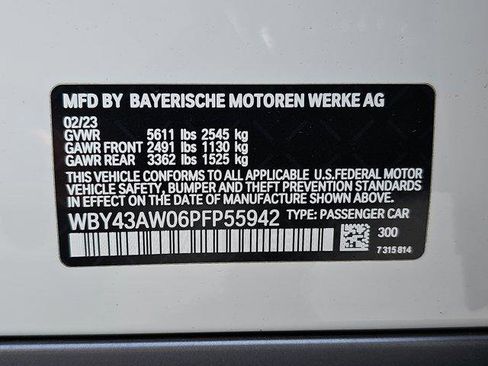 MFD BY BAYERISCHE MOTOREN WERKE AG
02/23
GVWR 5611 lbs 2545 kg
GAWR FRONT 2491 lbs 1130 kg
GAWR REAR 3362 lbs 1525 kg
THIS VEHICLE CONFORMS TO ALL APPLICABLE U.S.FEDERAL MOTOR
VEHICLE SAFETY, BUMPER, AND THEFT PREVENTION STANDARDS
IN EFFECT ON THE DATE OF MANUFACTURE SHOWN ABOVE.
WBY43AW06PFP55942 TYPE: PASSENGER CAR
300
7315814